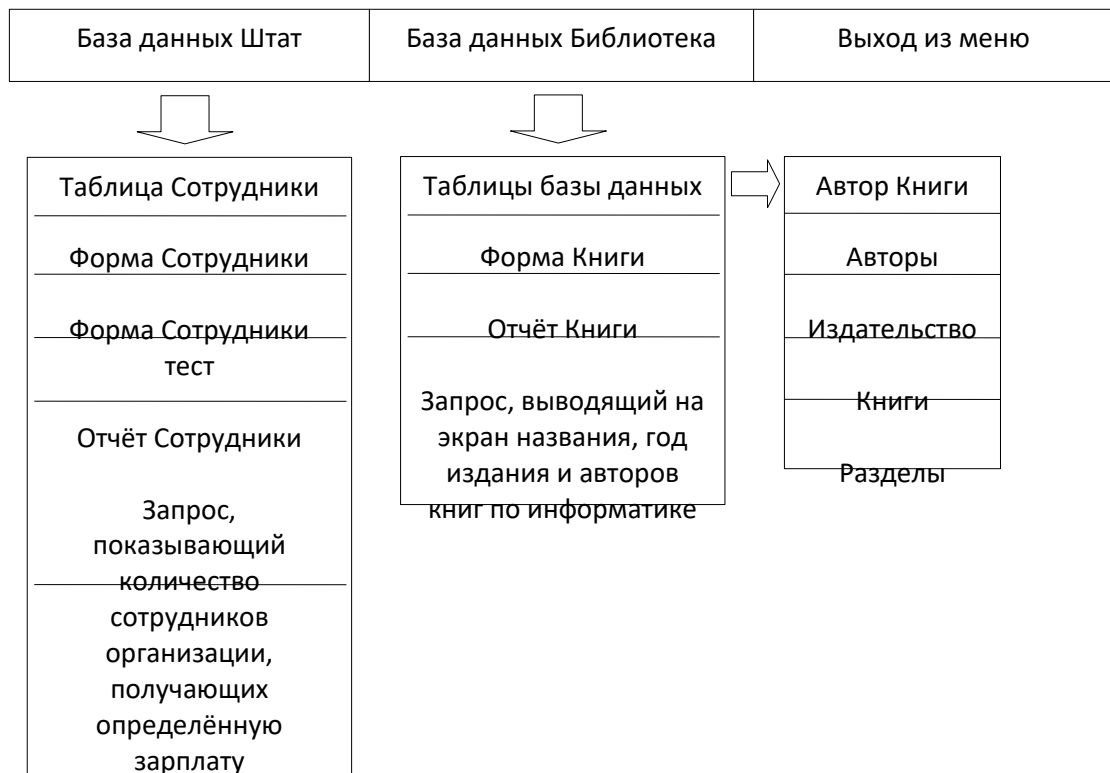 База данных Штат
База данных Библиотека
Выход из меню
Таблица Сотрудники
Форма Сотрудники
Форма Сотрудники
тест
Отчёт Сотрудники
Запрос,
показывающий
количество
сотрудников
организации,
получающих
определённую
зарплату
Таблицы базы данных
Форма Книги
Отчёт Книги
Запрос, выводящий на
экран названия, год
издания и авторов
книг по информатике
Автор Книги
Авторы
Издательство
Книги
Разделы